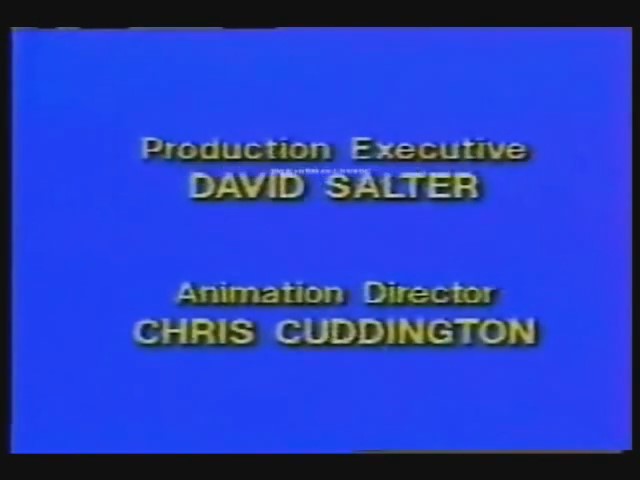 Production Executive
DAVID SALTER
Animation Director
CHRIS CUDDINGTON